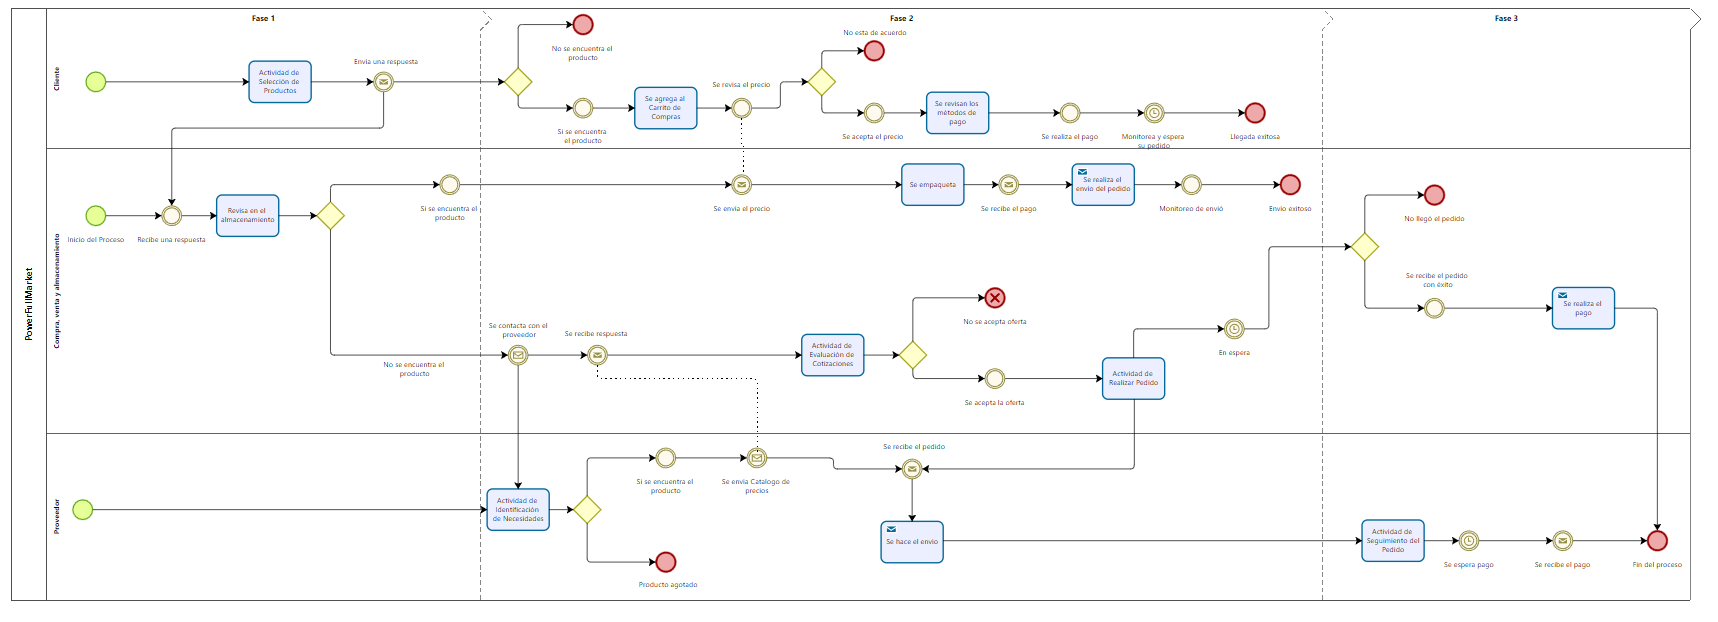 Fase 1
Fase 2
Fase 3
PowerFullMarket
Cliente
Actividad de
Selección de
Productos
Envia una respuesta
No se encuentra el
producto
Si se encuentra
el producto
Se agrega al
Carrito de
Compras
Se revisa el precio
No esta de acuerdo
Se acepta el precio
Se revisan los
métodos de
pago
Se realiza el pago
Monitorea y espera
su pedido
Llegada exitosa
Compra, venta y almacenamiento
Inicio del Proceso
Recibe una respuesta
Revisa en el
almacenamiento
Si se encuentra el
producto
Se envia el precio
Se empaqueta
Se recibe el pago
Se realiza el
envio del pedido
Monitoreo de envió
Envio exitoso
No se encuentra el
producto
Se contacta con el
proveedor
Se recibe respuesta
Actividad de
Evaluación de
Cotizaciones
No se acepta oferta
Se acepta la oferta
Actividad de
Realizar Pedido
En espera
No llegó el pedido
Se recibe el pedido
con éxito
Se realiza el
pago
Proveedor
Actividad de
Identificación
de Necesidades
Si se encuentra el
producto
Se envia Catalogo de
precios
Producto agotado
Se recibe el pedido
Se hace el envio
Actividad de
Seguimiento del
Pedido
Se espera pago
Se recibe el pago
Fin del proceso